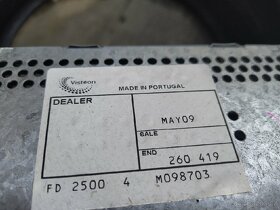 Visteon
MADE IN PORTUGAL
DEALER
MAY09
SALE
END 260 419
FD 2500 4 M098703